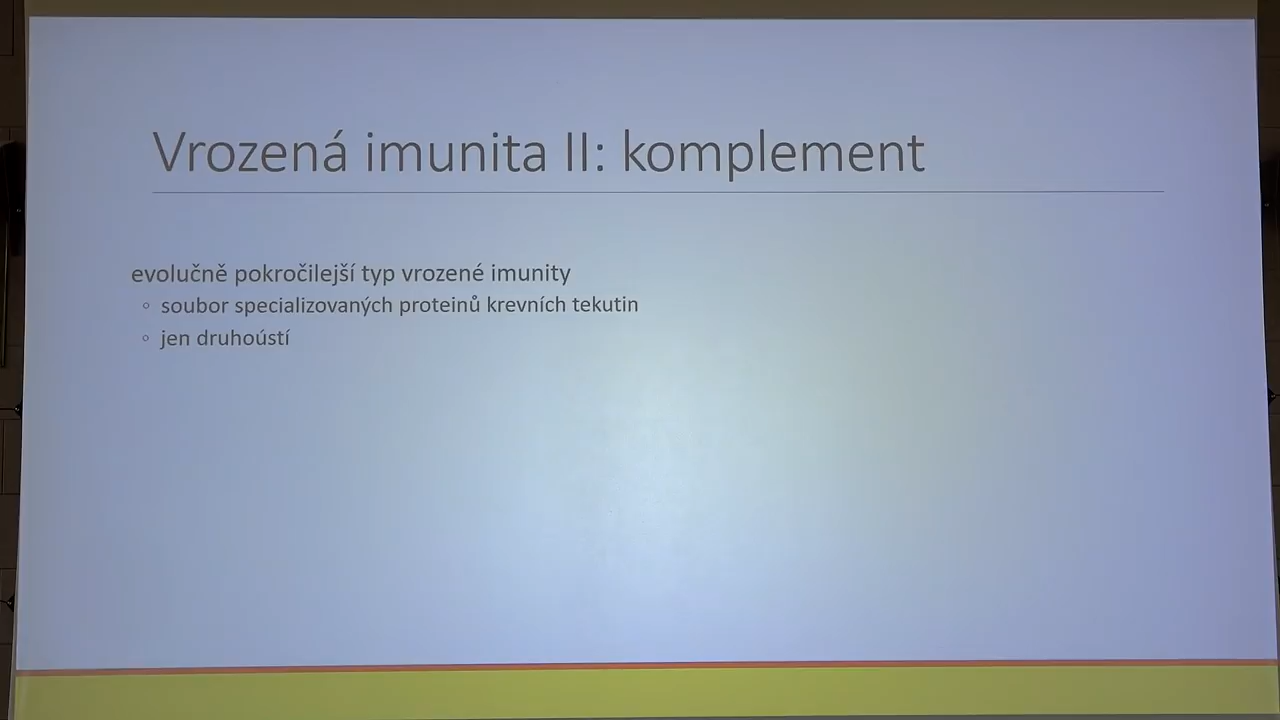 Vrozená imunita II: komplement
evolučně pokročilejší typ vrozené imunity
◦ soubor specializovaných proteinů krevních tekutin
◦ jen druhoústí